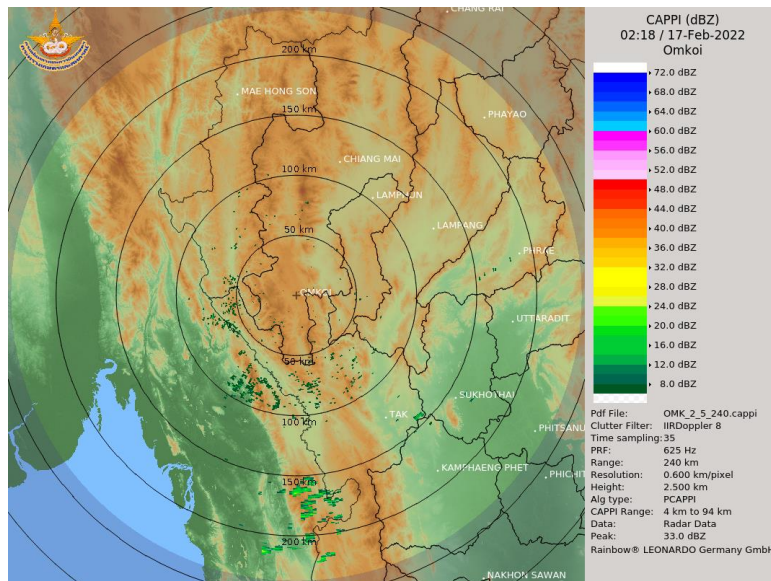 CAPPI (dBZ)
02:18 / 17-Feb-2022
Omkoi
72.0 dBZ
68.0 dBZ
64.0 dBZ
60.0 dBZ
56.0 dBZ
52.0 dBZ
48.0 dBZ
44.0 dBZ
40.0 dBZ
36.0 dBZ
32.0 dBZ
28.0 dBZ
24.0 dBZ
20.0 dBZ
16.0 dBZ
12.0 dBZ
8.0 dBZ
Pdf File: OMK_2_5_240.cappi
Clutter Filter: IIRDoppler 8
Time sampling:35
PRF: 625 Hz
Range: 240 km
Resolution: 0.600 km/pixel
Height: 2.500 km
Alg type: PCAPPI
CAPPI Range: 4 km to 94 km
Data: Radar Data
Peak: 33.0 dBZ
Rainbow® LEONARDO Germany GmbH
CHIANG RAI
200 km
MAE HONG SON
150 km
PHAYAO
CHIANG MAI
100 km
LAMPHUN
LAMPANG
50 km
PHRAE
OMKOI
UTTARADIT
50 km
SUKHOTHAI
TAK
100 km
PHITSANU
KAMPHAENG PHET
PHICHIT
150 km
200 km
NAKHON SAWAN